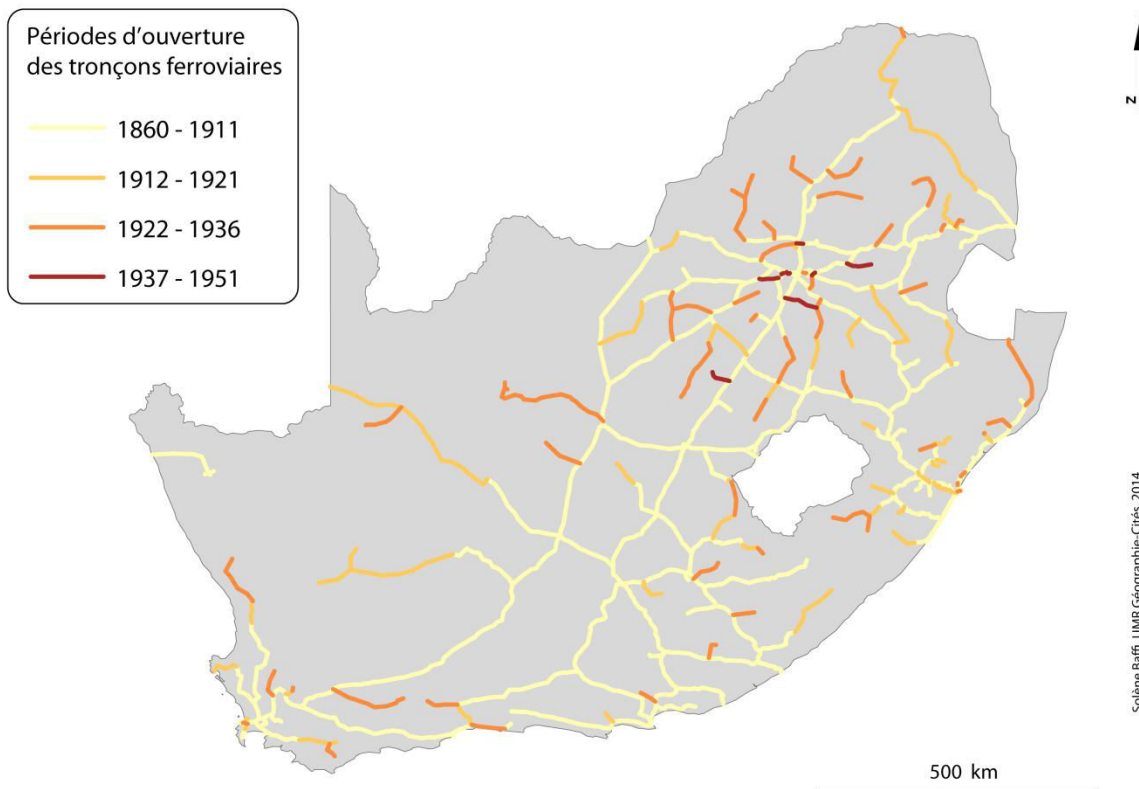 Périodes d'ouverture
des tronçons ferroviaires
1860 - 1911
1912 - 1921
1922 - 1936
1937 - 1951
N
Solène Baffi, UMR Géographie-Cités, 2014
500 km